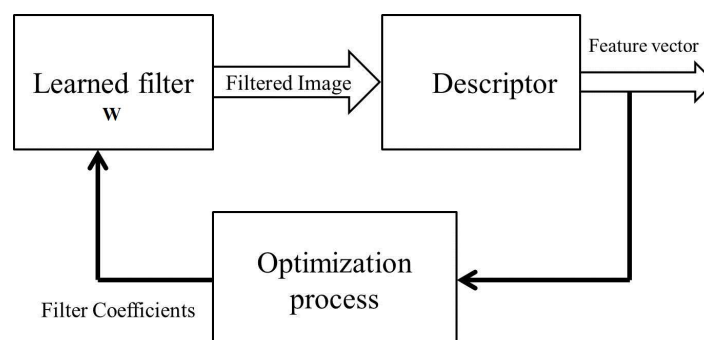 Learned filter
w
Filtered Image
Descriptor
Feature vector
Optimization
process
Filter Coefficients